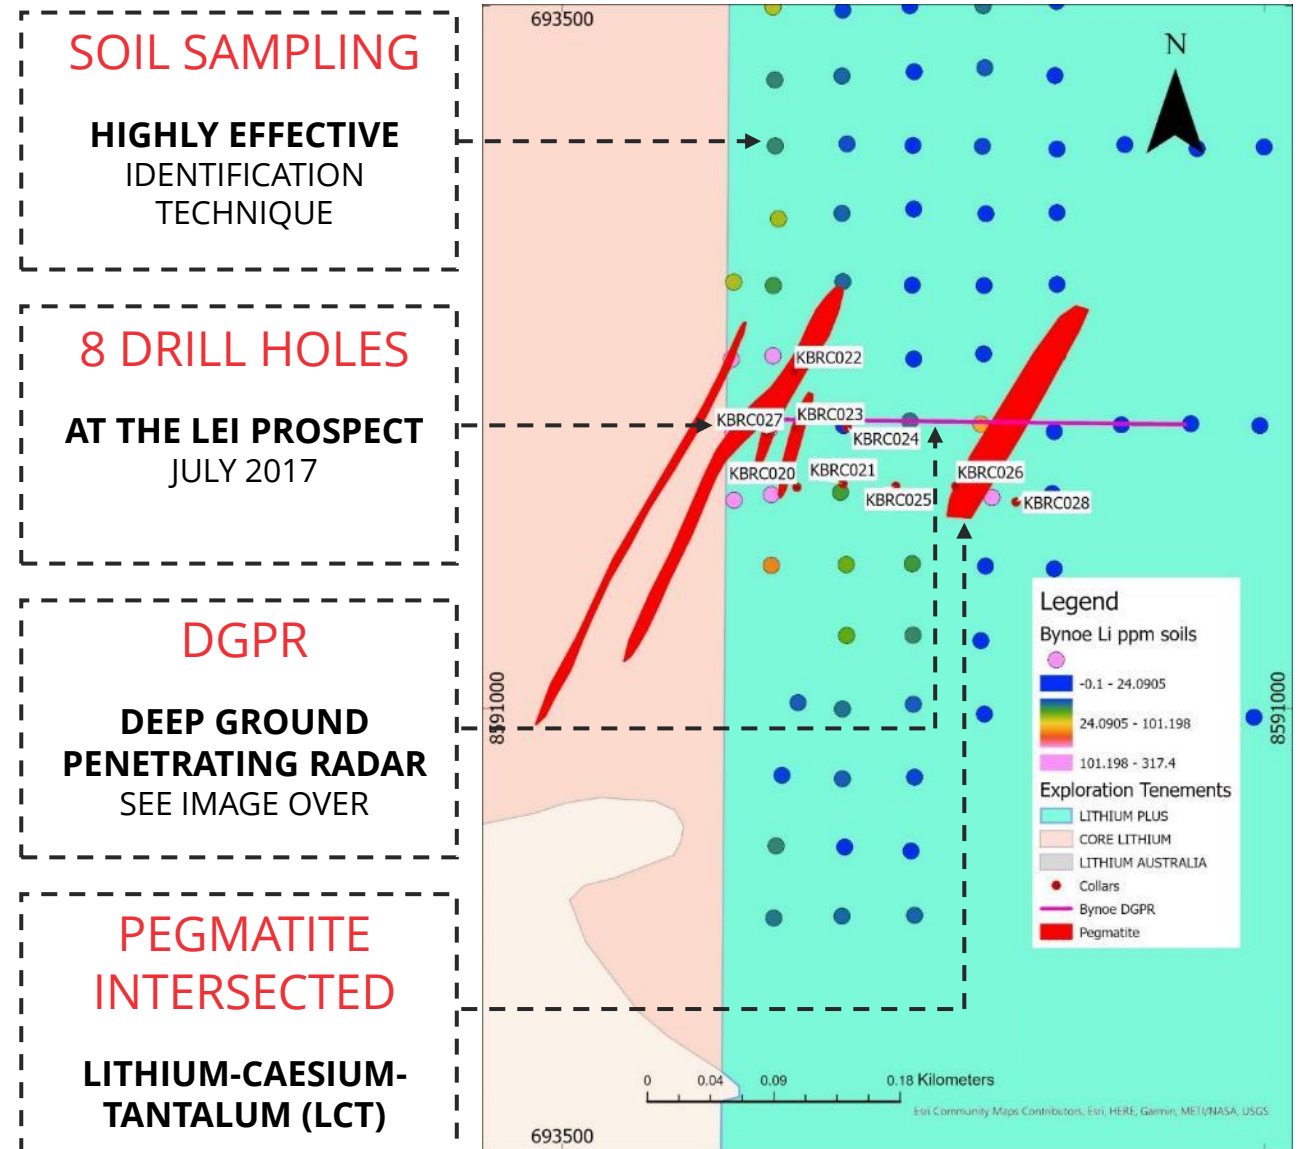 SOIL SAMPLING
HIGHLY EFFECTIVE
IDENTIFICATION
TECHNIQUE
8 DRILL HOLES
AT THE LEI PROSPECT
JULY 2017
DGPR
DEEP GROUND
PENETRATING RADAR
SEE IMAGE OVER
PEGMATITE
INTERSECTED
LITHIUM-CAESIUM-
TANTALUM (LCT)
693500
N
KBRC022
KBRC027
KBRC023
KBRC024
KBRC020
KBRC021
KBRC025
KBRC026
KBRC028
8591000
8591000
Legend
Bynoe Li ppm soils
-0.1 - 24.0905
24.0905 - 101.198
101.198 - 317.4
Exploration Tenements
LITHIUM PLUS
CORE LITHIUM
LITHIUM AUSTRALIA
Collars
Bynoe DGPR
Pegmatite
0 0.04 0.09 0.18 Kilometers
Esri Community Maps Contributors, Esri, HERE, Garmin, METI/NASA, USGS
693500